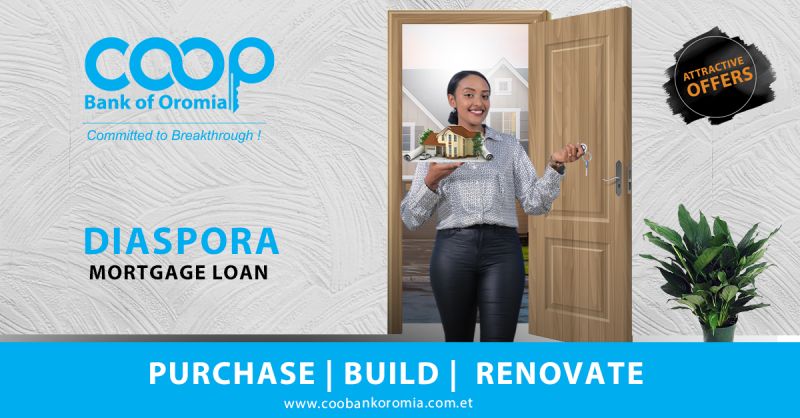 COOP
Bank of Oromia
Committed to Breakthrough !
ATTRACTIVE
OFFERS
DIASPORA
MORTGAGE LOAN
PURCHASE | BUILD | RENOVATE
www.coobankoromia.com.et